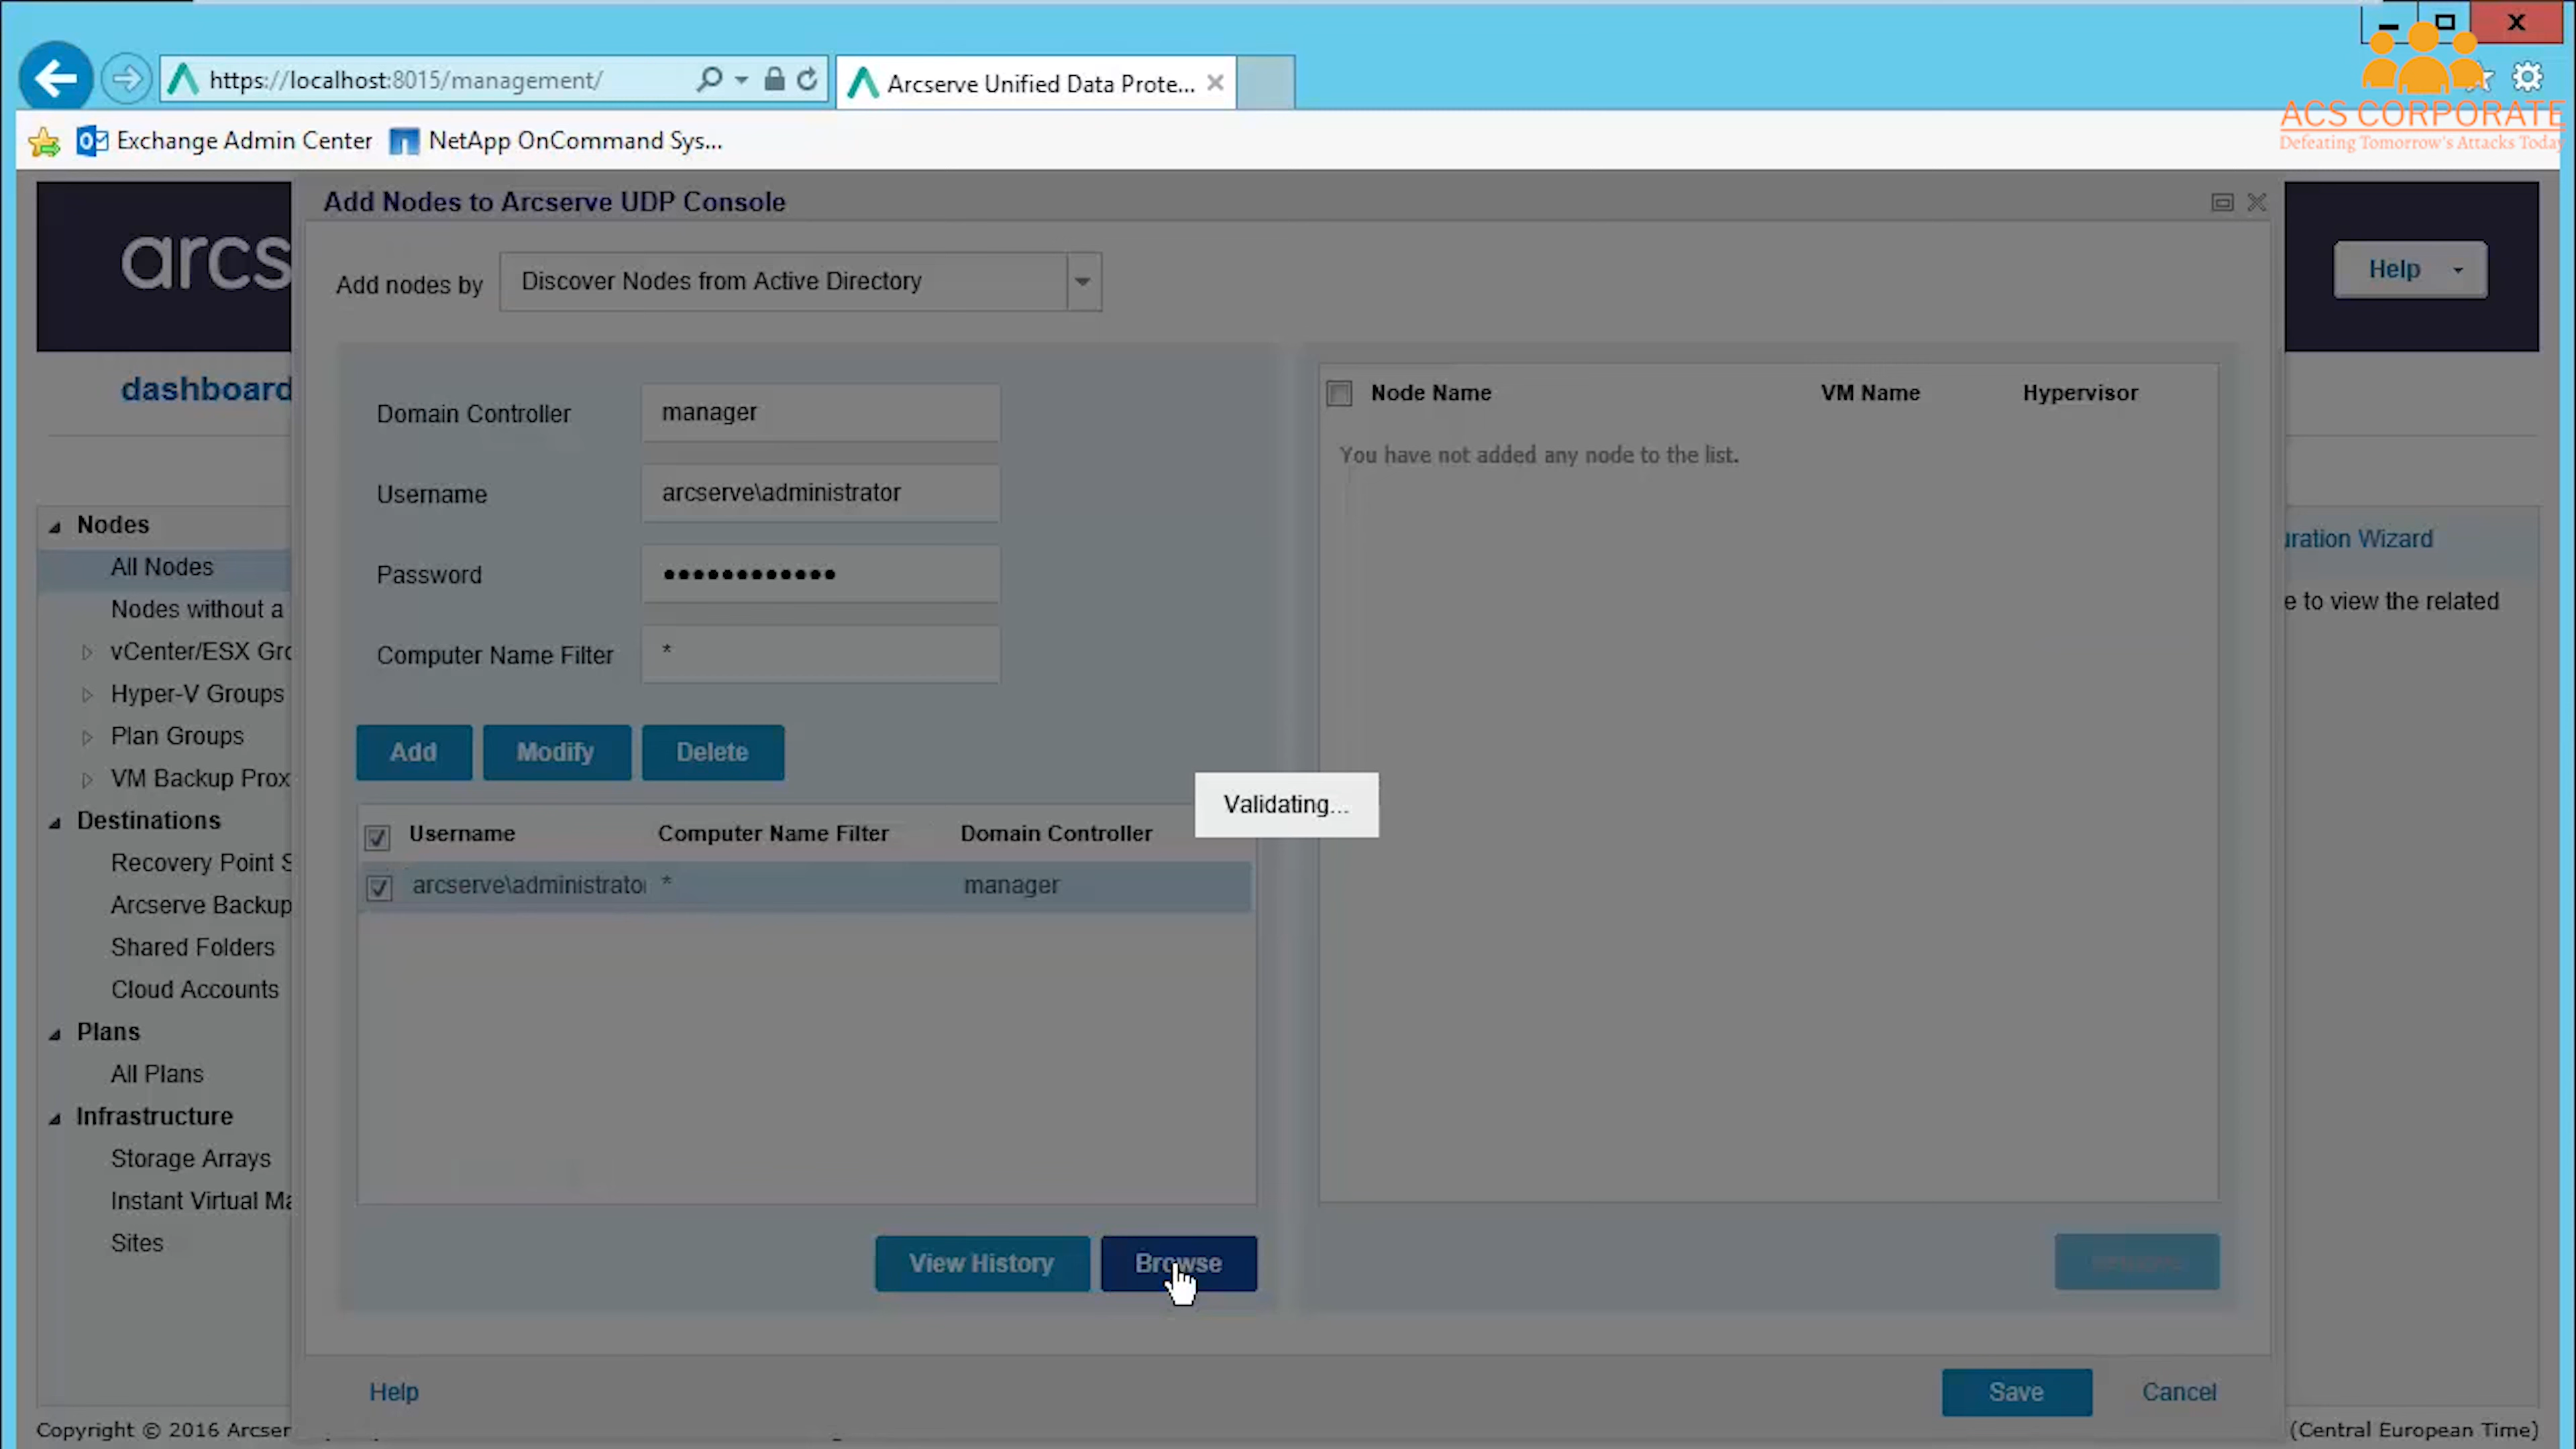 https://localhost:8015/management/
Arcserve Unified Data Prote...
ACS CORPORATE
Defeating Tomorrow's Attacks Today
Exchange Admin Center
NetApp OnCommand Sys...
Add Nodes to Arcserve UDP Console
arcs
Add nodes by
Discover Nodes from Active Directory
Help
dashboard
Domain Controller
manager
Node Name
VM Name
Hypervisor
You have not added any node to the list.
Username
arcserve\administrator
Nodes
uration Wizard
All Nodes
Password
••••••••••••
Nodes without a
e to view the related
vCenter/ESX Gro
Computer Name Filter
*
Hyper-V Groups
Plan Groups
Add
Modify
Delete
VM Backup Prox
Validating...
Destinations
Username
Computer Name Filter
Domain Controller
Recovery Point S
arcserve\administrator
*
manager
Arcserve Backup
Shared Folders
Cloud Accounts
Plans
All Plans
Infrastructure
Storage Arrays
Instant Virtual Ma
Sites
View History
Browse
Help
Save
Cancel
Copyright © 2016 Arcser
(Central European Time)